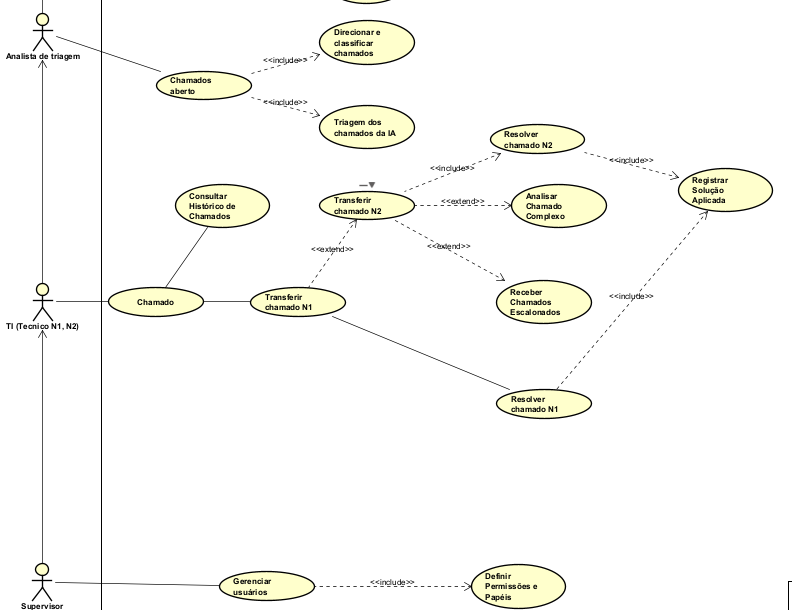 Direcionar e
classificar
chamados
Analista de triagem
<<include>>
Chamados
aberto
<<include>>
Triagem dos
chamados da IA
Resolver
chamado N2
<<include>>
<<include>>
Registrar
Solução
Aplicada
Consultar
Histórico de
Chamados
Transferir
chamado N2
<<extend>>
Analisar
Chamado
Complexo
<<extend>>
<<extend>>
Receber
Chamados
Escalonados
<<include>>
Chamado
Transferir
chamado N1
TI (Tecnico N1, N2)
Resolver
chamado N1
Gerenciar
usuários
<<include>>
Definir
Permissões e
Papéis
Supervisor